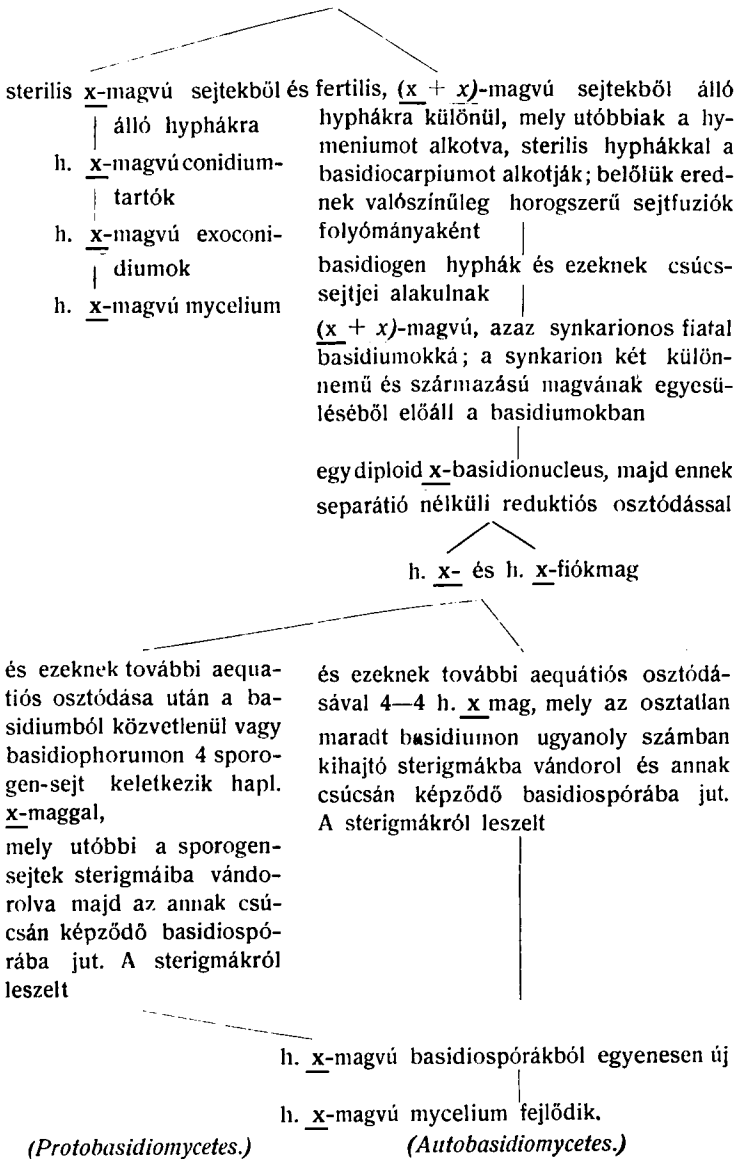 sterilis x-magvú sejtekből és fertilis, (x + x)-magvú sejtekből álló
álló hyphákra
h. x-magvú conidium-
tartók
h. x-magvú exoconi-
diumok
h. x-magvú mycelium
hyphákra különül, mely utóbbiak a hy-
meniumot alkotva, sterilis hyphákkal a
basidiocarpiumot alkotják; belőlük ered-
nek valószínűleg horogszerű sejtfuziók
folyományaként
basidiogen hyphák és ezeknek csúcs-
sejtjei alakulnak
(x + x)-magvú, azaz synkarionos fiatal
basidiumokká; a synkarion két külön-
nemű és származású magvának egyesü-
léséből előáll a basidiumokban
egy diploid x-basidionucleus, majd ennek
separátió nélküli reduktiós osztódással
h. x- és h. x-fiókmag
és ezeknek további aequa-
tiós osztódása után a ba-
sidiumból közvetlenül vagy
basidiophorumon 4 sporo-
gen-sejt keletkezik hapl.
x-maggal,
mely utóbbi a sporogen-
sejtek sterigmáiba vándo-
rolva majd az annak csú-
csán képződő basidiospó-
rába jut. A sterigmákról
leszelt
és ezeknek további aequátiós osztódá-
sával 4—4 h. x mag, mely az osztatlan
maradt basidiumon ugyanoly számban
kihajtó sterigmákba vándorol és annak
csúcsán képződő basidiospórába jut.
A sterigmákról leszelt
h. x-magvú basidiospórákból egyenesen új
h. x-magvú mycelium fejlődik.
(Protobasidiomycetes.) (Autobasidiomycetes.)